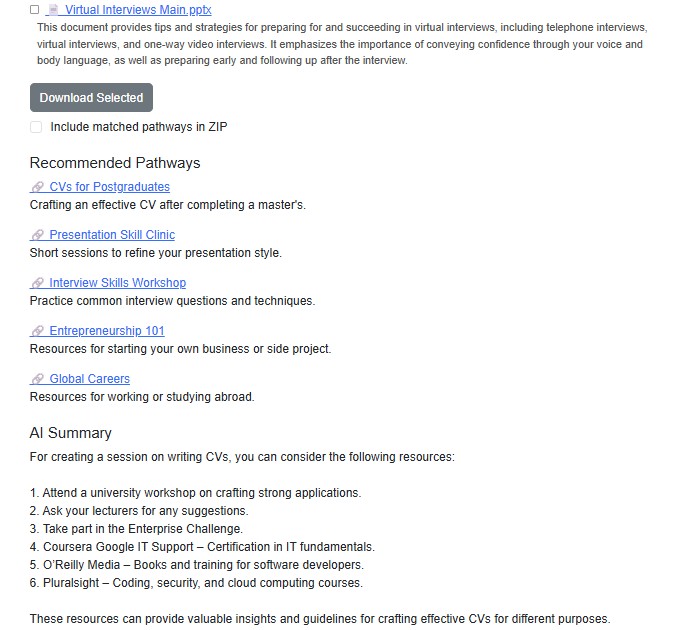 Virtual Interviews Main.pptx
This document provides tips and strategies for preparing for and succeeding in virtual interviews, including telephone interviews,
virtual interviews, and one-way video interviews. It emphasizes the importance of conveying confidence through your voice and
body language, as well as preparing early and following up after the interview.
Download Selected
Include matched pathways in ZIP
Recommended Pathways
CVs for Postgraduates
Crafting an effective CV after completing a master's.
Presentation Skill Clinic
Short sessions to refine your presentation style.
Interview Skills Workshop
Practice common interview questions and techniques.
Entrepreneurship 101
Resources for starting your own business or side project.
Global Careers
Resources for working or studying abroad.
AI Summary
For creating a session on writing CVs, you can consider the following resources:
1. Attend a university workshop on crafting strong applications.
2. Ask your lecturers for any suggestions.
3. Take part in the Enterprise Challenge.
4. Coursera Google IT Support – Certification in IT fundamentals.
5. O’Reilly Media – Books and training for software developers.
6. Pluralsight – Coding, security, and cloud computing courses.
These resources can provide valuable insights and guidelines for crafting effective CVs for different purposes.